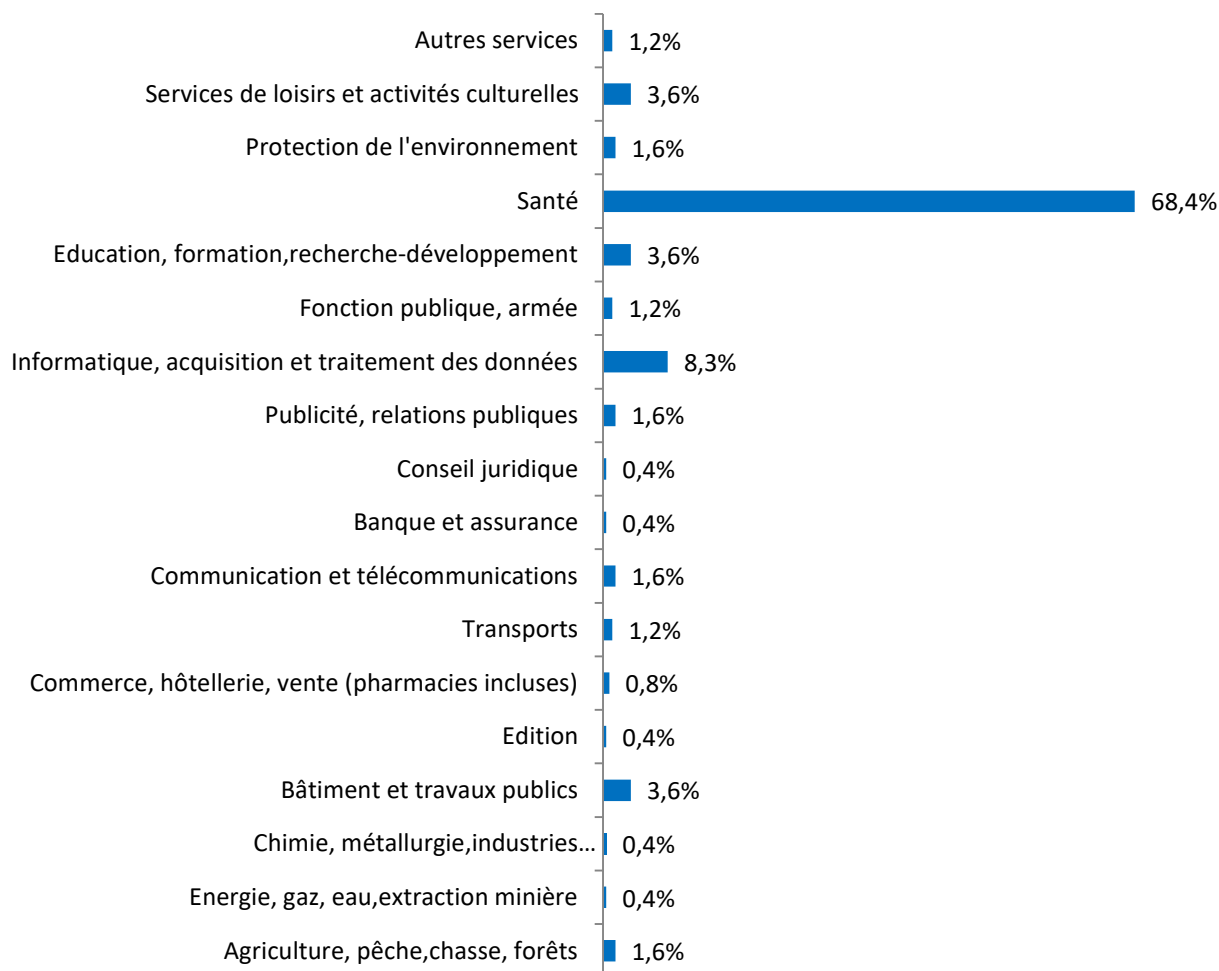 Autres services 1,2%
Services de loisirs et activités culturelles 3,6%
Protection de l'environnement 1,6%
Santé 68,4%
Education, formation,recherche-développement 3,6%
Fonction publique, armée 1,2%
Informatique, acquisition et traitement des données 8,3%
Publicité, relations publiques 1,6%
Conseil juridique 0,4%
Banque et assurance 0,4%
Communication et télécommunications 1,6%
Transports 1,2%
Commerce, hôtellerie, vente (pharmacies incluses) 0,8%
Edition 0,4%
Bâtiment et travaux publics 3,6%
Chimie, métallurgie,industries… 0,4%
Energie, gaz, eau,extraction minière 0,4%
Agriculture, pêche,chasse, forêts 1,6%